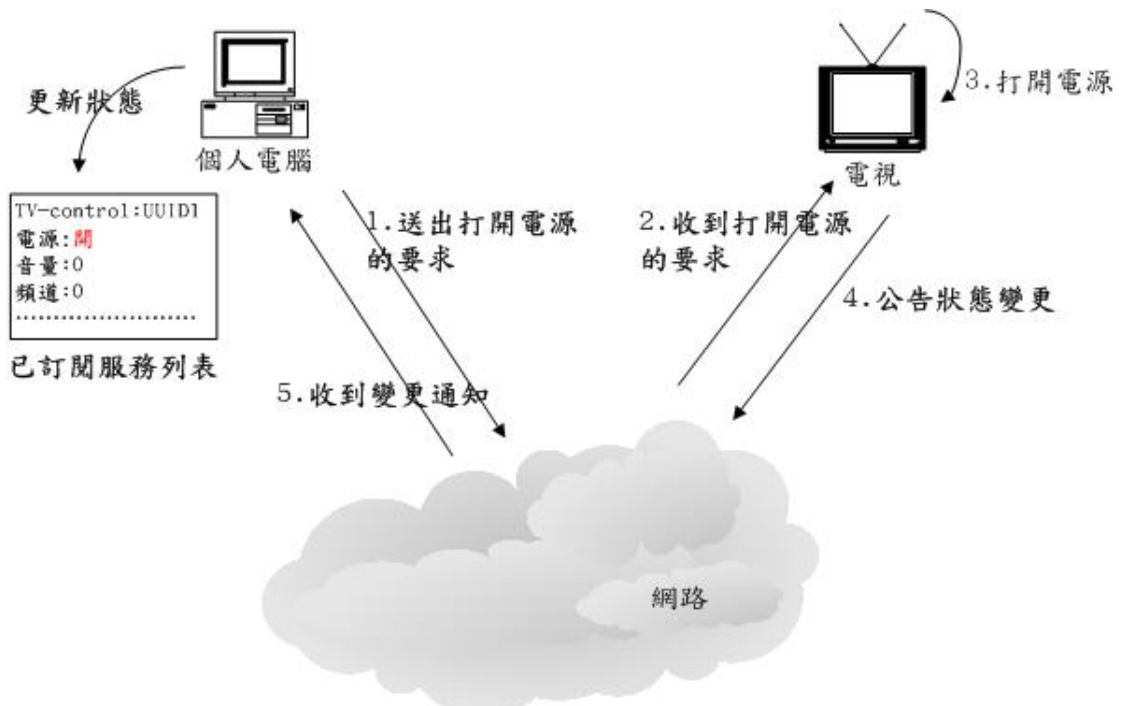 3.打開電源
更新狀態
個人電腦
電視
TV-control:UUID1
電源:開
音量:0
頻道:0
........................
已訂閱服務列表
1.送出打開電源
的要求
2.收到打開電源
的要求
4.公告狀態變更
5.收到變更通知
網路